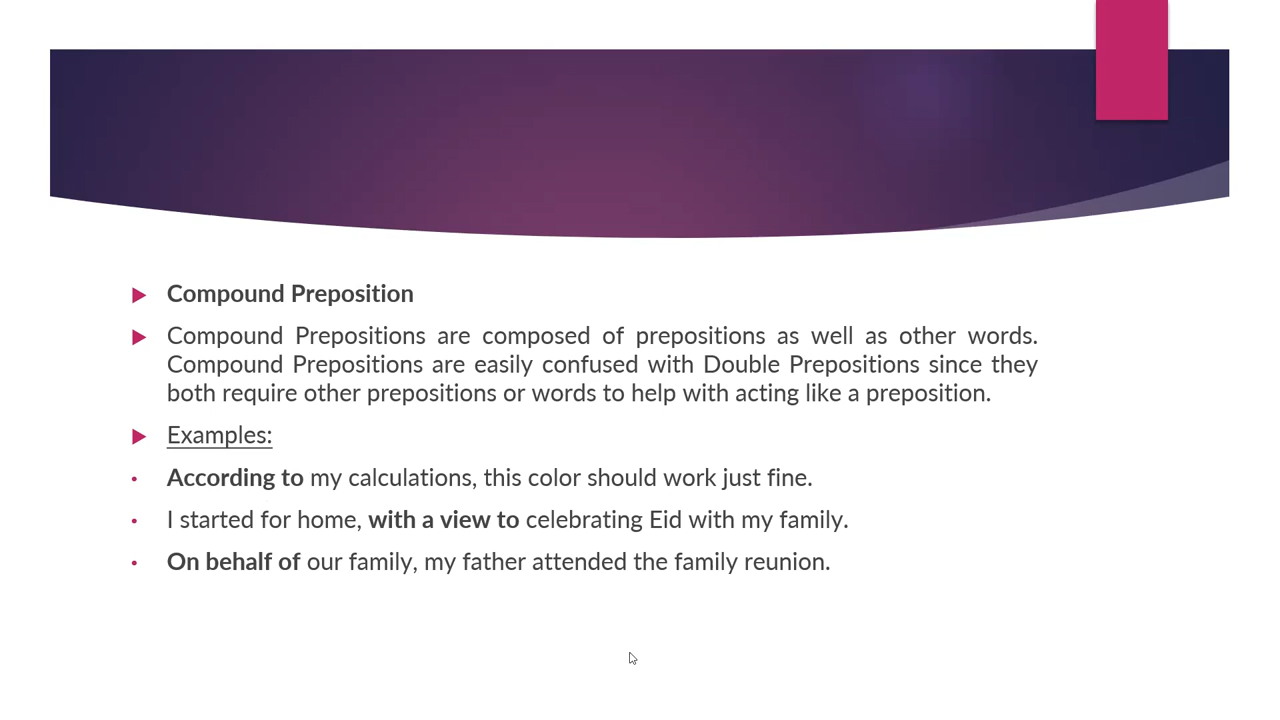 Compound Preposition
Compound Prepositions are composed of prepositions as well as other words.
Compound Prepositions are easily confused with Double Prepositions since they
both require other prepositions or words to help with acting like a preposition.
Examples:
According to my calculations, this color should work just fine.
I started for home, with a view to celebrating Eid with my family.
On behalf of our family, my father attended the family reunion.